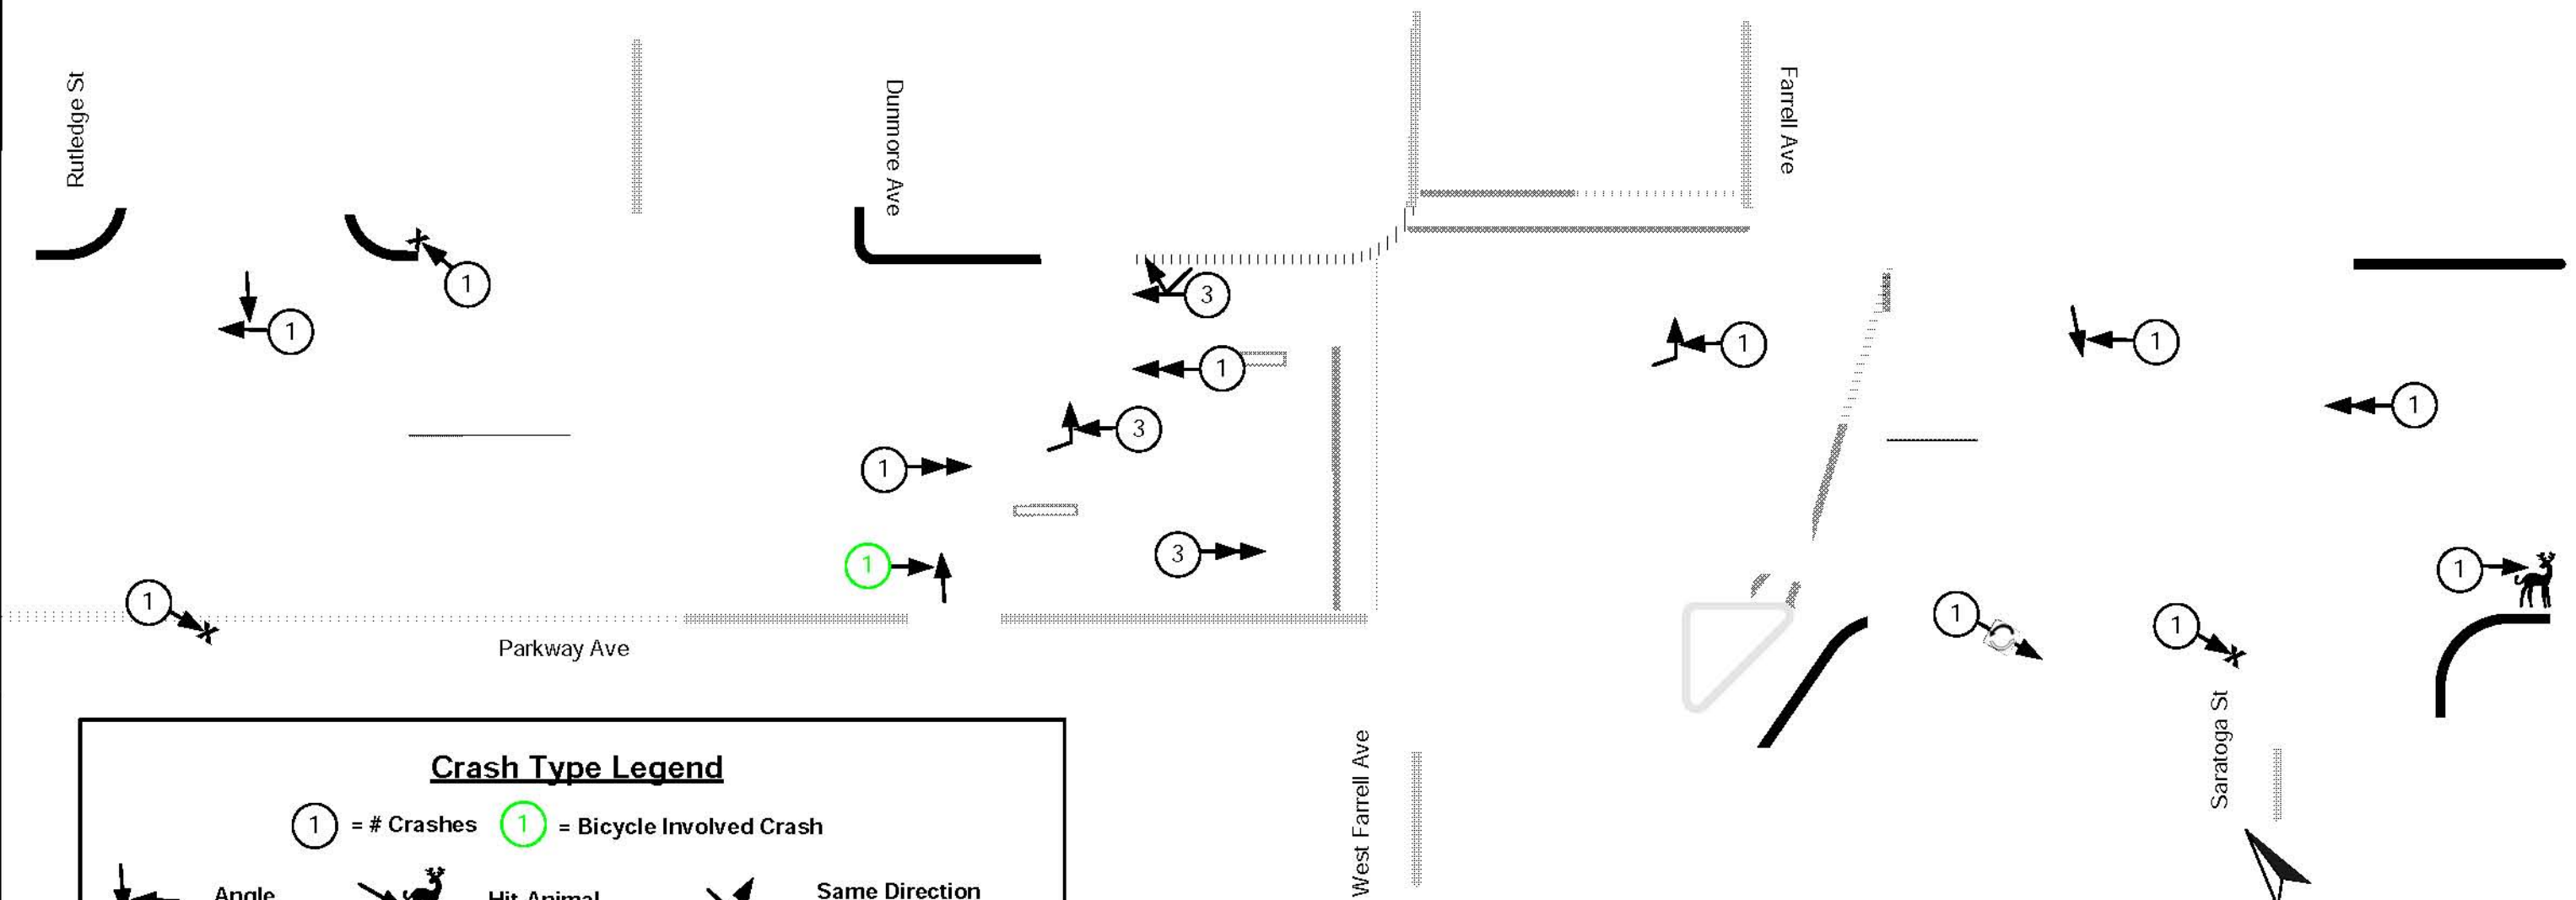 Rutledge St
Dunmore Ave
Farrell Ave
1
1
3
1
1
1
1
3
1
1
1
3
1
1
1
1
Parkway Ave
West Farrell Ave
Saratoga St
Crash Type Legend
1 = # Crashes 1 = Bicycle Involved Crash
Angle Hit Animal Same Direction